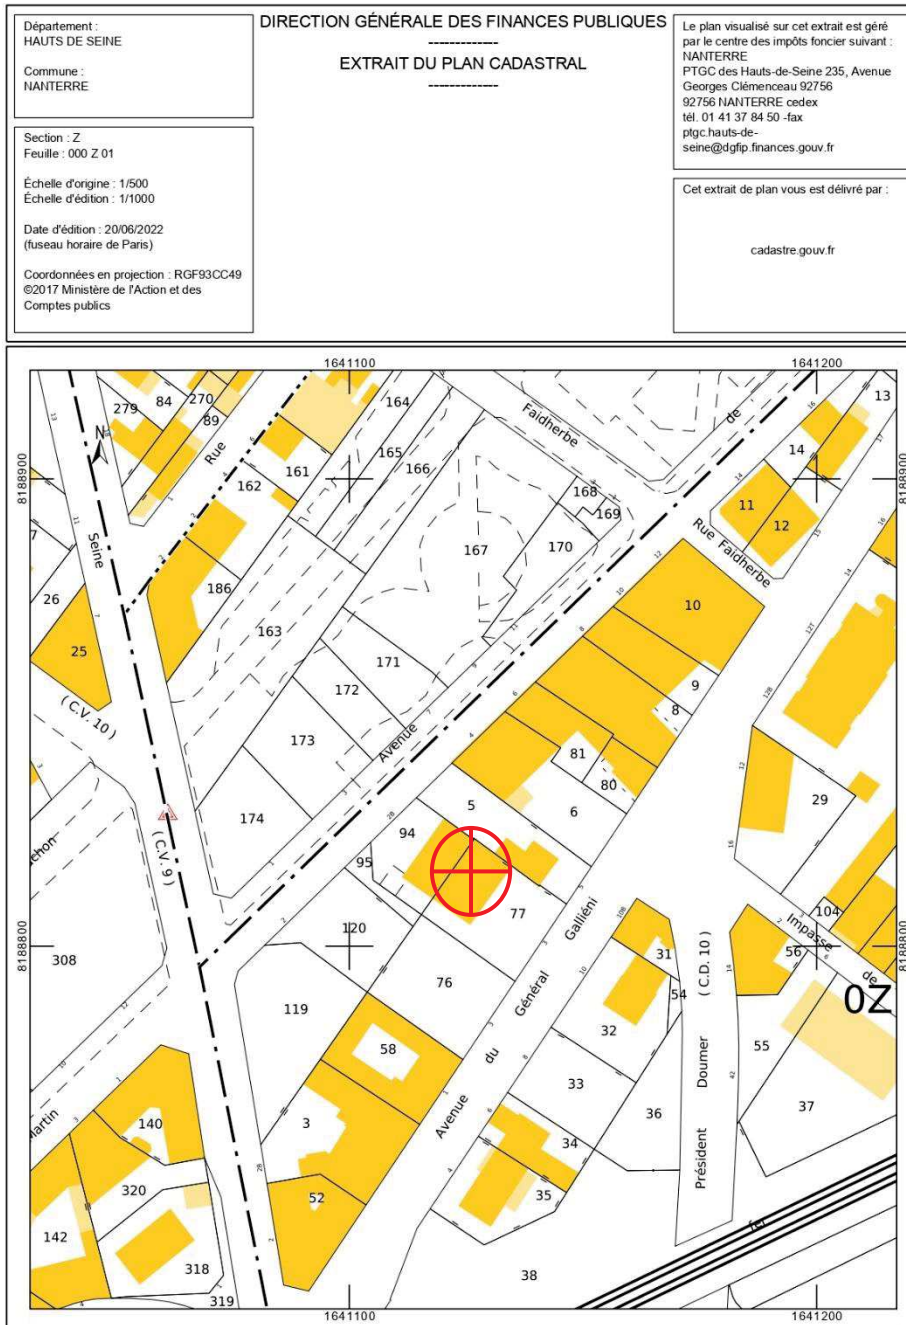 Département :
HAUTS DE SEINE
Commune :
NANTERRE
Section : Z
Feuille : 000 Z 01
Échelle d'origine : 1/500
Échelle d'édition : 1/1000
Date d'édition : 20/06/2022
(fuseau horaire de Paris)
Coordonnées en projection : RGF93CC49
©2017 Ministère de l'Action et des
Comptes publics
DIRECTION GÉNÉRALE DES FINANCES PUBLIQUES
-------------
EXTRAIT DU PLAN CADASTRAL
-------------
Le plan visualisé sur cet extrait est géré
par le centre des impôts foncier suivant :
NANTERRE
PTGC des Hauts-de-Seine 235, Avenue
Georges Clémenceau 92756
92756 NANTERRE cedex
tél. 01 41 37 84 50 -fax
ptgc.hauts-de-
seine@dgfip.finances.gouv.fr
Cet extrait de plan vous est délivré par :
cadastre.gouv.fr
1641100
1641200
279
84
270
89
164
13
N
Rue
165
166
Faidherbe
de
14
161
162
8188900
8188900
168
169
11
12
Seine
167
170
Rue Faidherbe
26
186
10
25
163
171
9
8
( C.V. 10 )
172
173
Avenue
81
80
174
5
6
29
94
95
( C.V. 9 )
77
Galliéni
104
Impasse
de
120
8188800
8188800
308
76
Général
31
56
54
( C.D. 10 )
0Z
119
58
32
55
du
33
Doumer
37
3
36
Avenue
34
Martin
140
320
52
35
Président
142
318
38
319
1641100
1641200